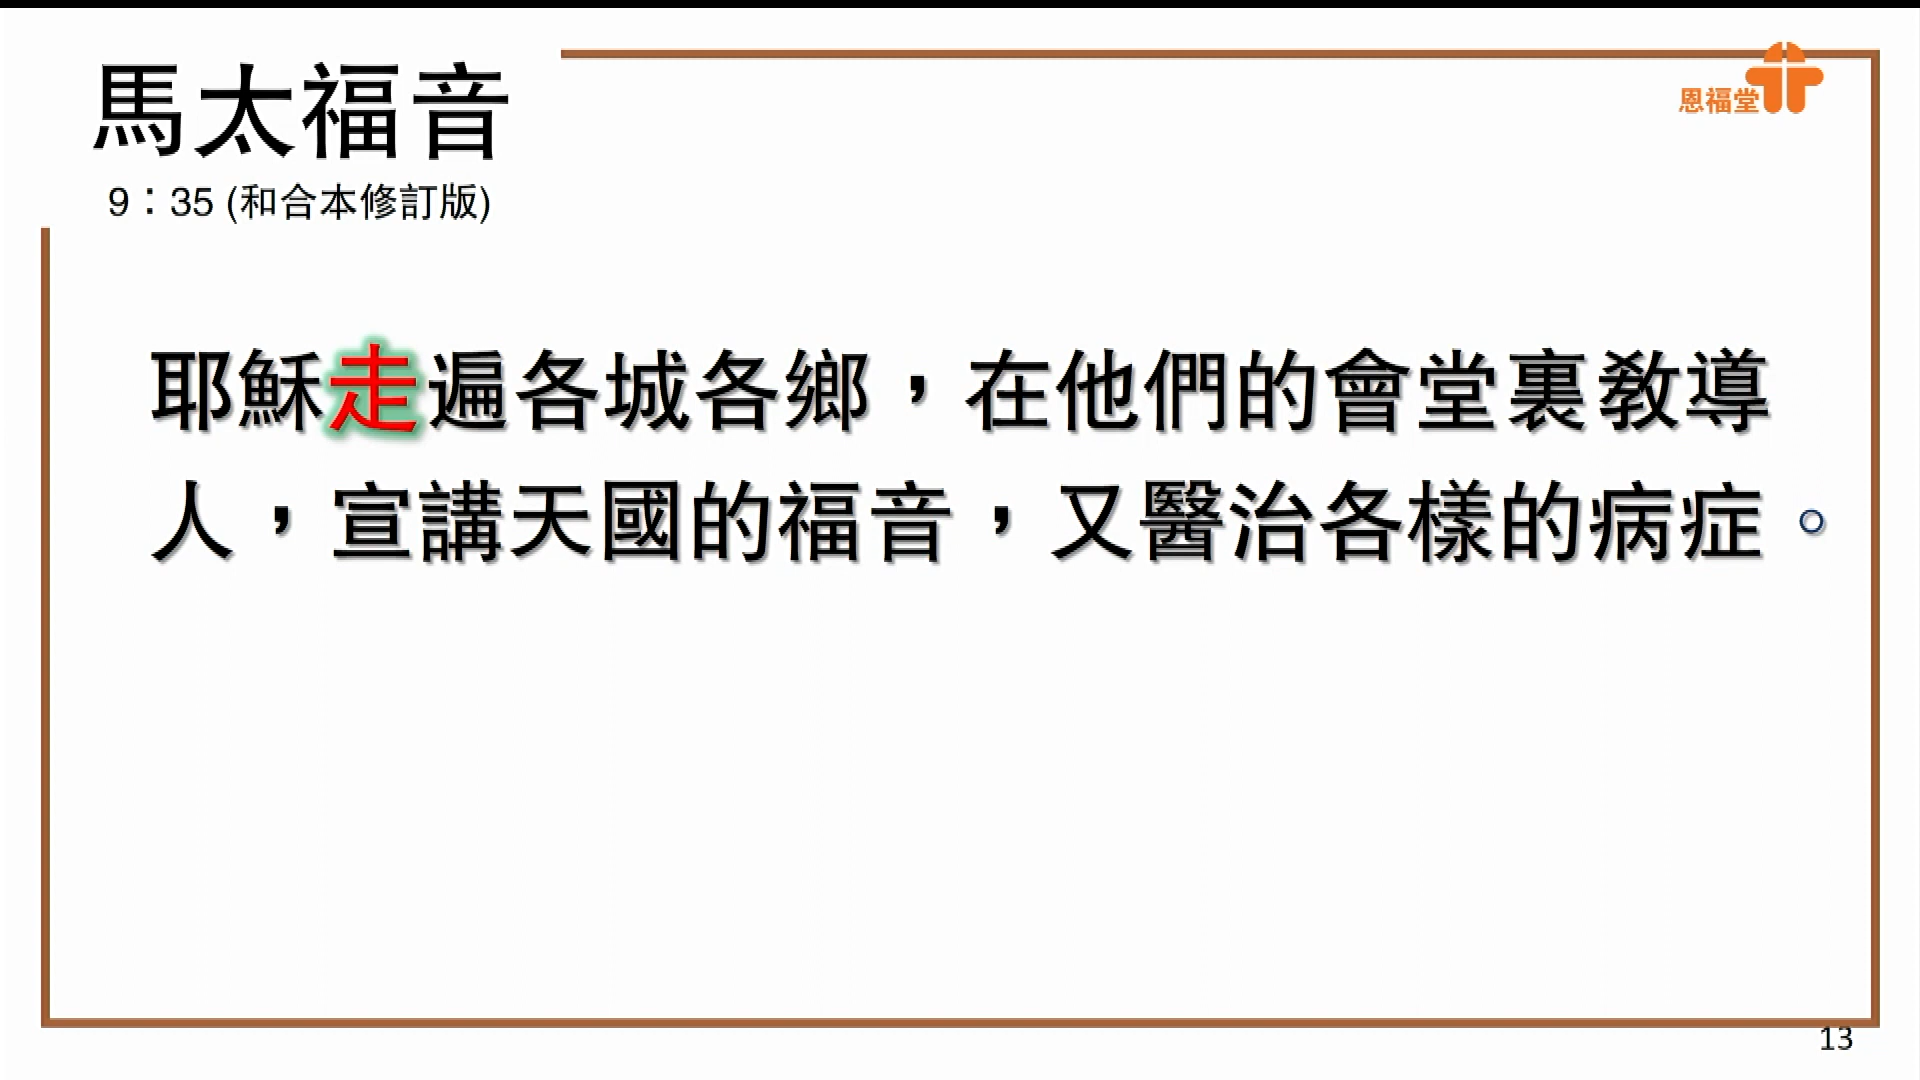 馬太福音
恩福堂
9：35 (和合本修訂版)
耶穌走遍各城各鄉，在他們的會堂裏教導
人，宣講天國的福音，又醫治各樣的病症。
13